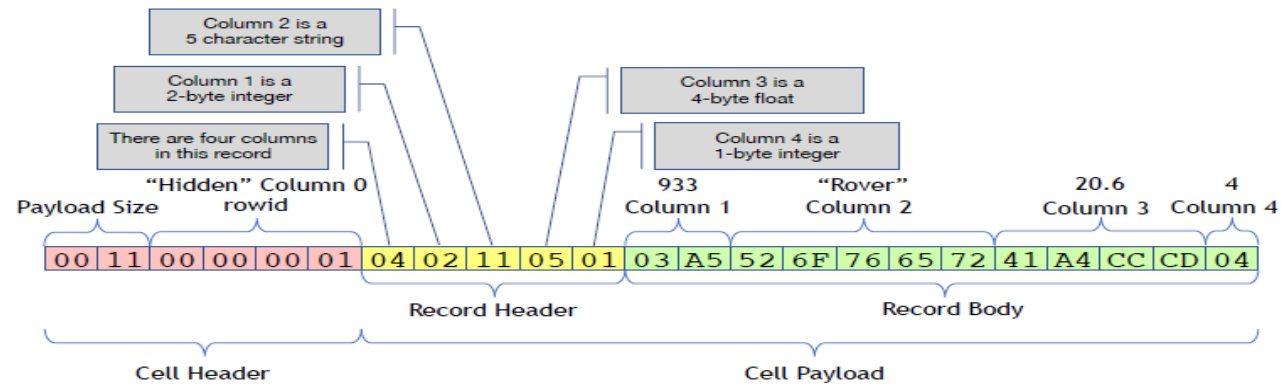 Column 2 is a
5 character string
Column 1 is a
2-byte integer
Column 3 is a
4-byte float
There are four columns
in this record
Column 4 is a
1-byte integer
“Hidden” Column 0
rowid
Payload Size
933
Column 1
“Rover”
Column 2
20.6
Column 3
4
Column 4
00 11 00 00 00 01 04 02 11 05 01 03 A5 52 6F 76 65 72 41 A4 CC CD 04
Record Header
Record Body
Cell Header
Cell Payload